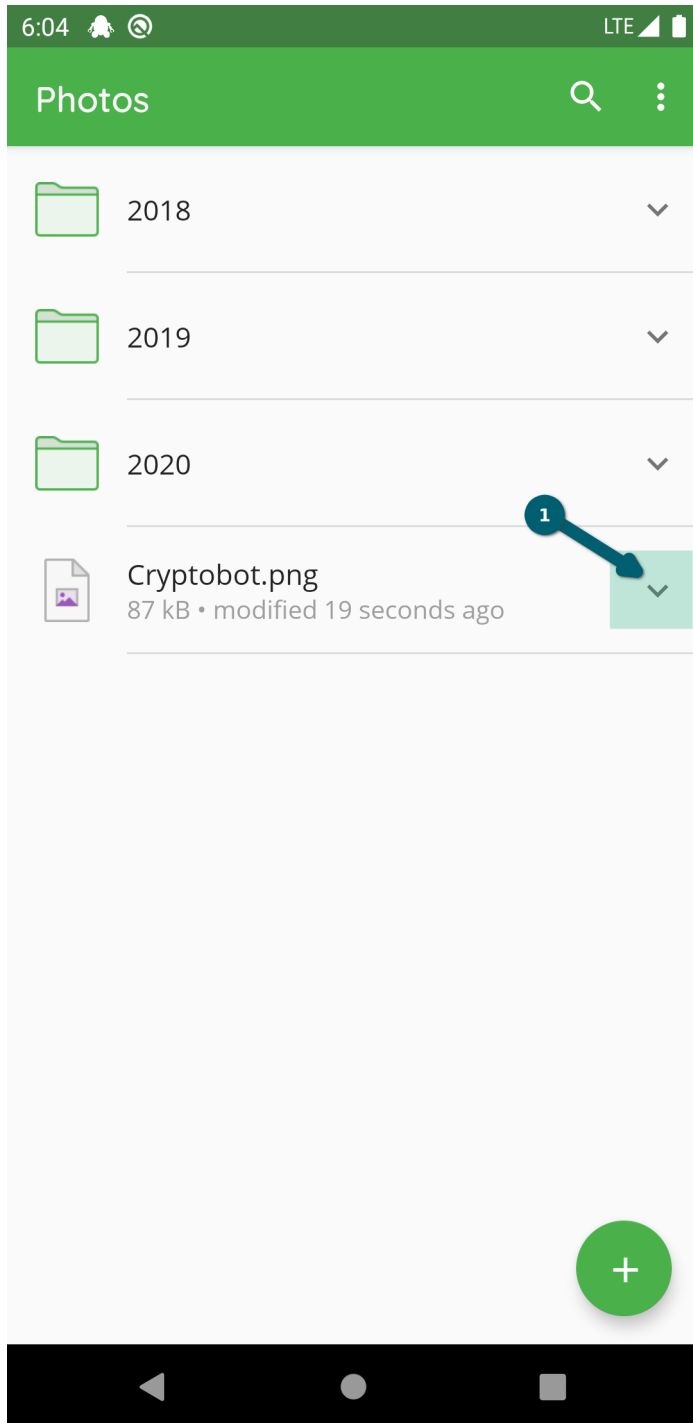 6:04
LTE
Photos
2018
2019
2020
1
Cryptobot.png
87 kB • modified 19 seconds ago